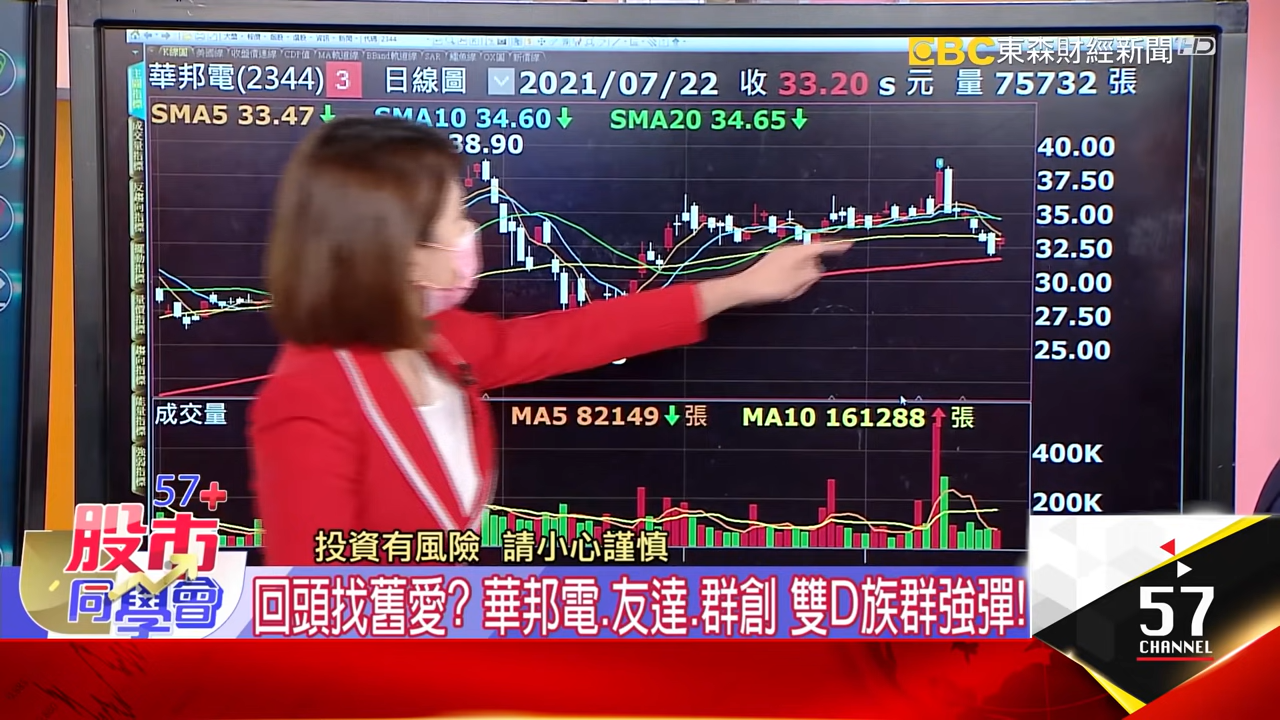 EBC 東森財經新聞 HD
華邦電(2344) 3 日線圖 2021/07/22 收 33.20 s 元 量 75732 張
SMA5 33.47↓ SMA10 34.60↓ SMA20 34.65↓
38.90
40.00
37.50
35.00
32.50
30.00
27.50
25.00
成交量 MA5 82149↓張 MA10 161288↑張
400K
200K
投資有風險 請小心謹慎
57+
股市
同學會
回頭找舊愛? 華邦電.友達.群創 雙D族群強彈!
57
CHANNEL